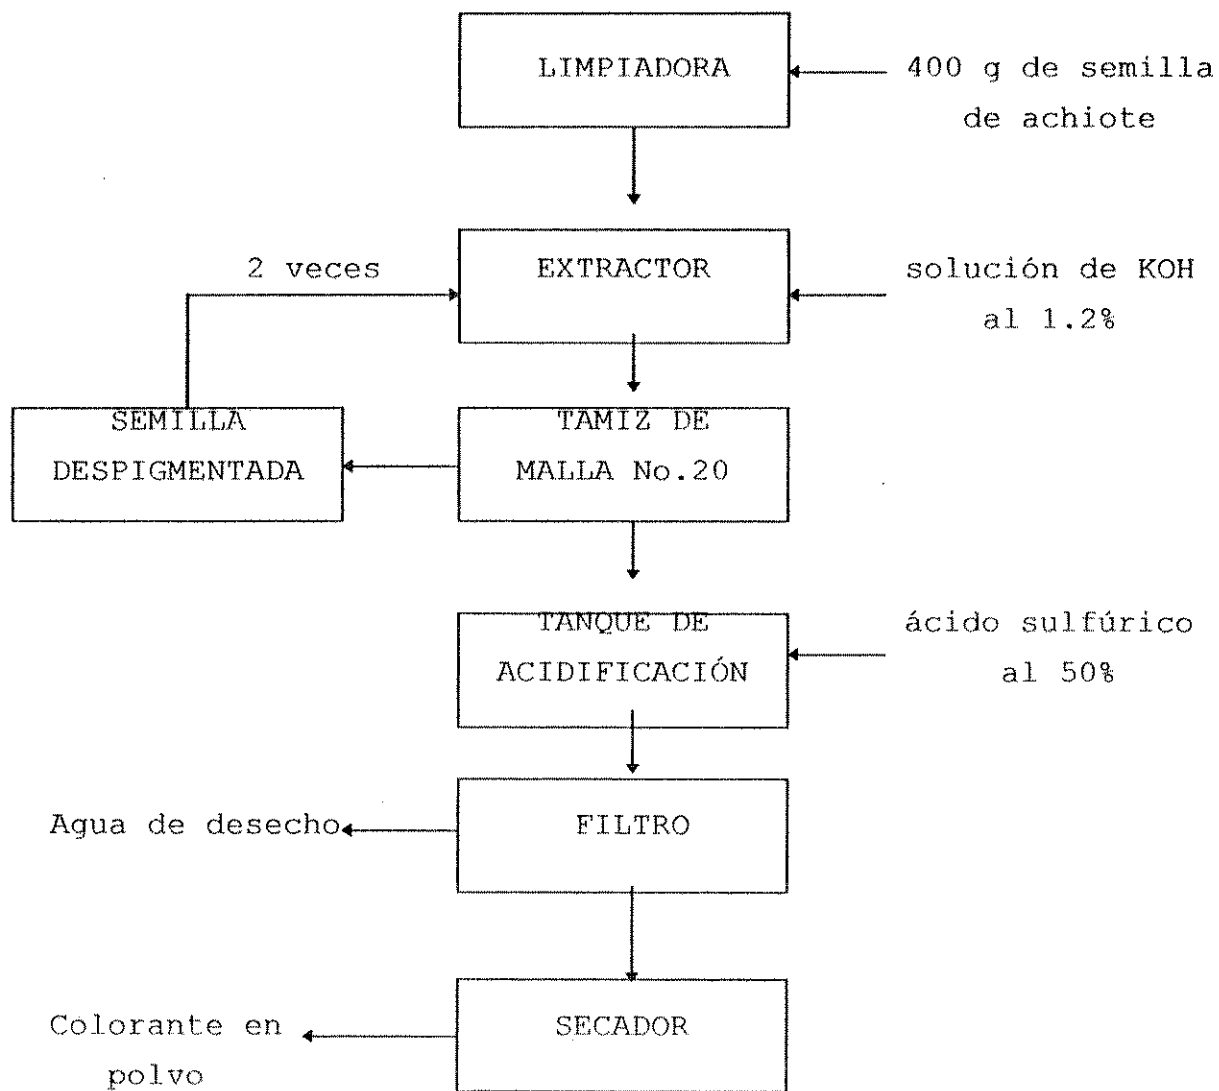 LIMPIADORA
400 g de semilla
de achiote
2 veces
EXTRACTOR
solución de KOH
al 1.2%
SEMILLA
DESPIGMENTADA
TAMIZ DE
MALLA No.20
TANQUE DE
ACIDIFICACIÓN
ácido sulfúrico
al 50%
Agua de desecho
FILTRO
Colorante en
polvo
SECADOR